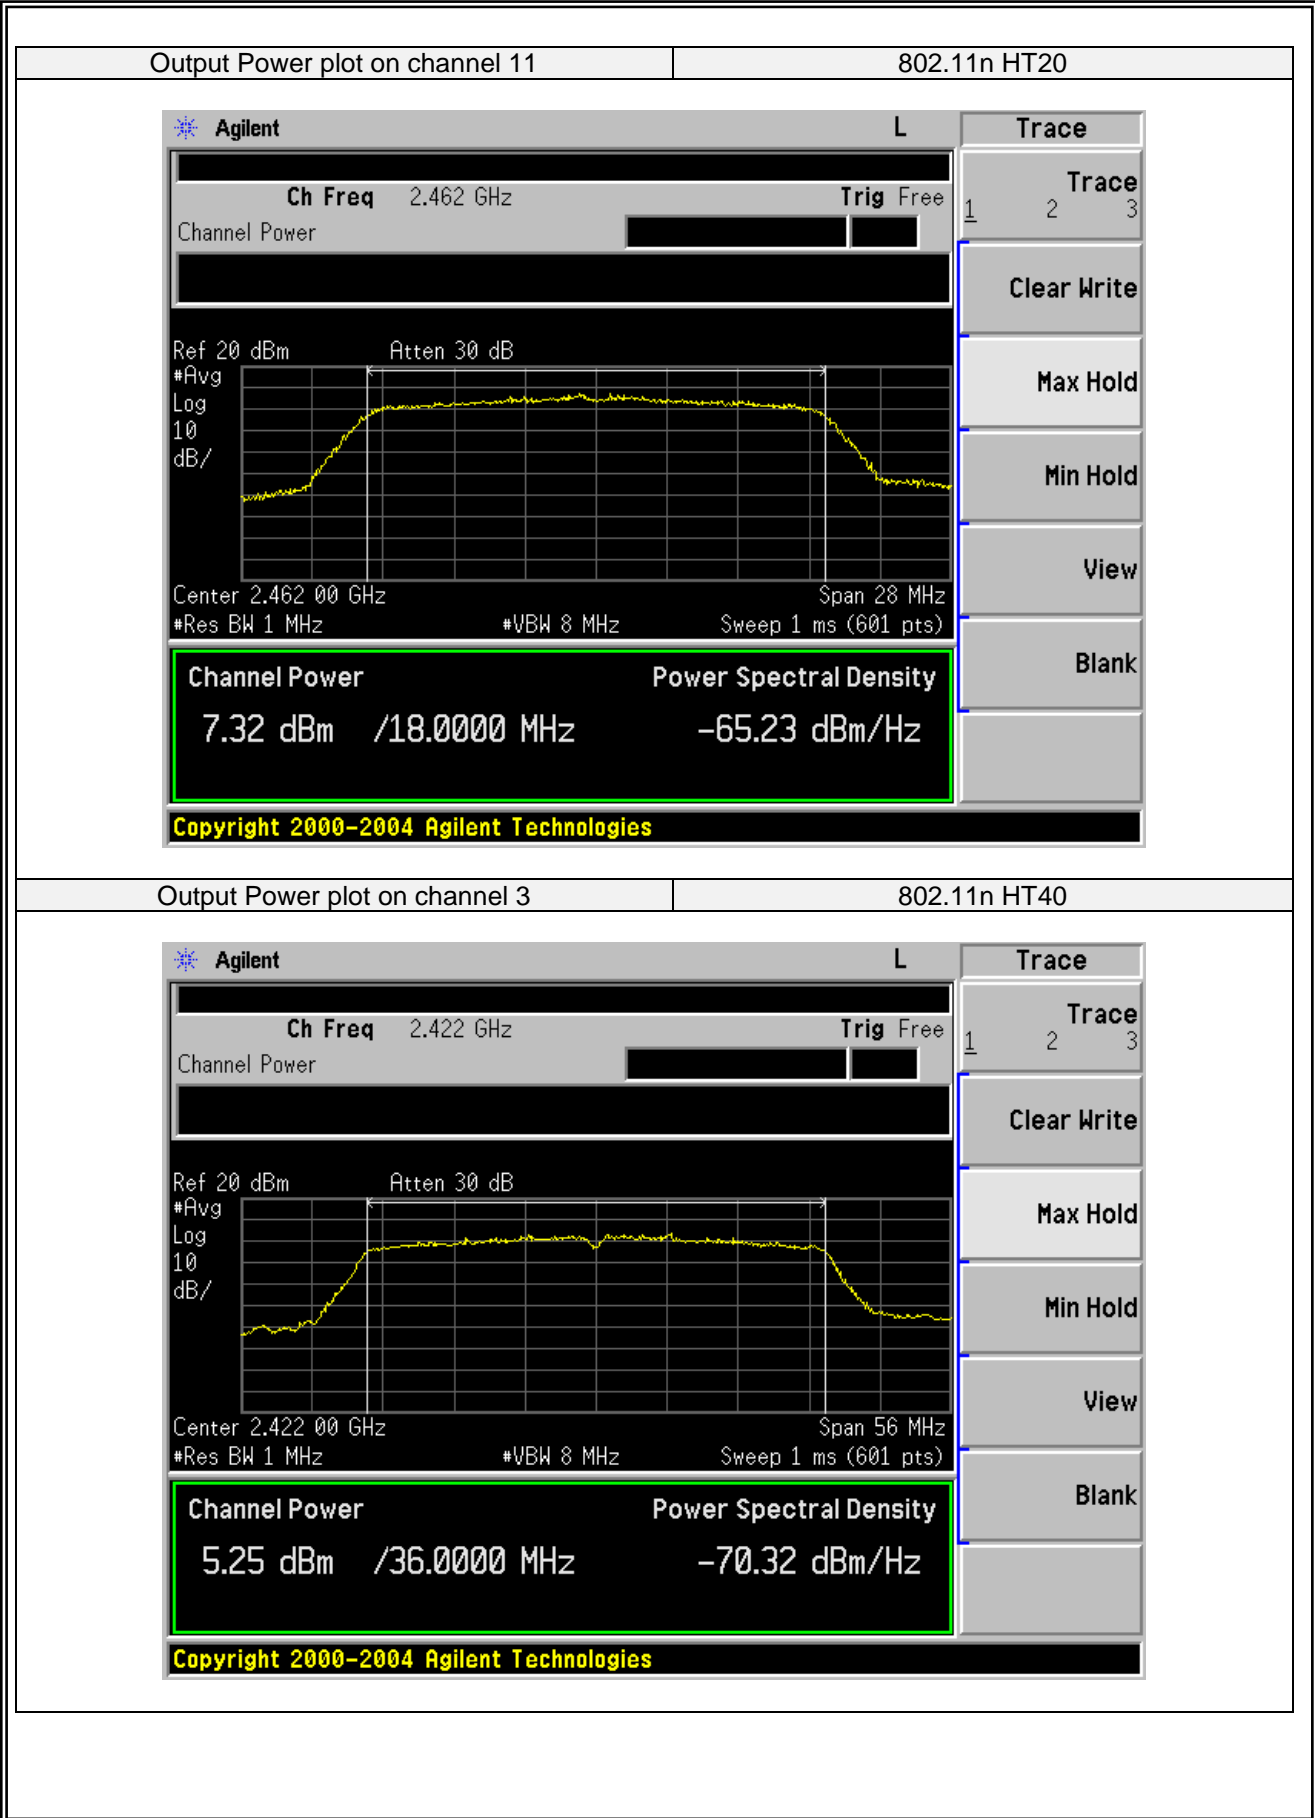 Output Power plot on channel 11 802.11n HT20
Agilent L Trace
Ch Freq 2.462 GHz Trig Free
Channel Power
Trace
1 2 3
Clear Write
Max Hold
Min Hold
View
Blank
Ref 20 dBm Atten 30 dB
#Avg
Log
10
dB/
Center 2.462 00 GHz Span 28 MHz
#Res BW 1 MHz #VBW 8 MHz Sweep 1 ms (601 pts)
Channel Power Power Spectral Density
7.32 dBm /18.0000 MHz -65.23 dBm/Hz
Copyright 2000-2004 Agilent Technologies
Output Power plot on channel 3 802.11n HT40
Agilent L Trace
Ch Freq 2.422 GHz Trig Free
Channel Power
Trace
1 2 3
Clear Write
Max Hold
Min Hold
View
Blank
Ref 20 dBm Atten 30 dB
#Avg
Log
10
dB/
Center 2.422 00 GHz Span 56 MHz
#Res BW 1 MHz #VBW 8 MHz Sweep 1 ms (601 pts)
Channel Power Power Spectral Density
5.25 dBm /36.0000 MHz -70.32 dBm/Hz
Copyright 2000-2004 Agilent Technologies